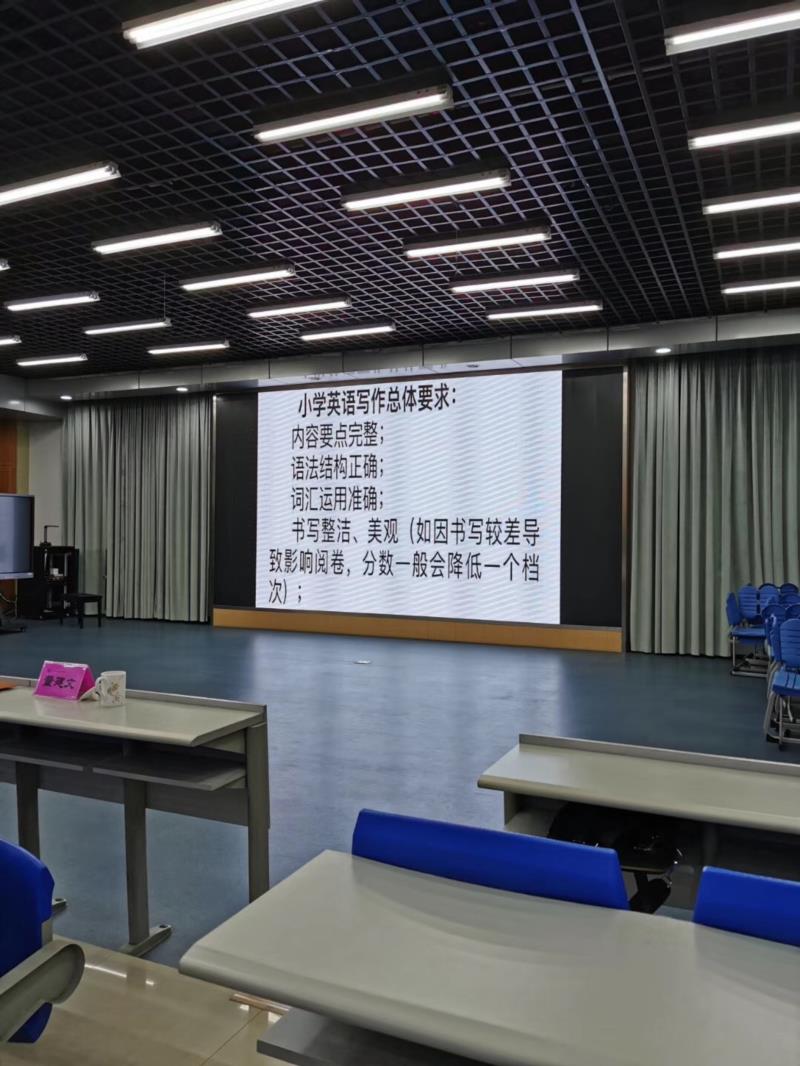 小学英语写作总体要求：
内容要点完整；
语法结构正确；
词汇运用准确；
书写整洁、美观（如因书写较差导
致影响阅卷，分数一般会降低一个档
次）；